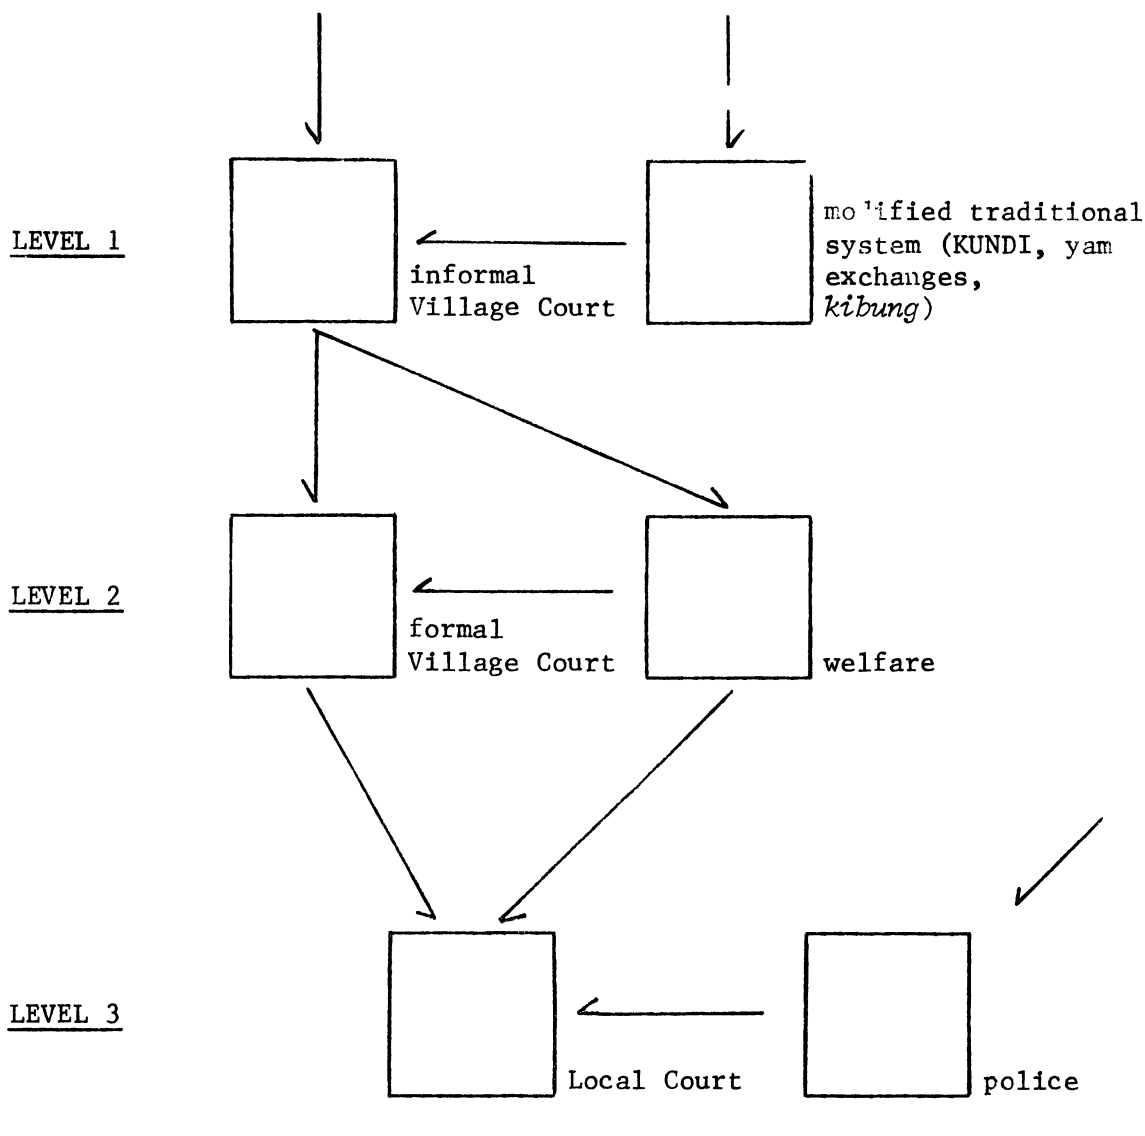 LEVEL 1
informal
Village Court
modified traditional
system (KUNDI, yam
exchanges,
kibung)
LEVEL 2
formal
Village Court
welfare
LEVEL 3
Local Court
police